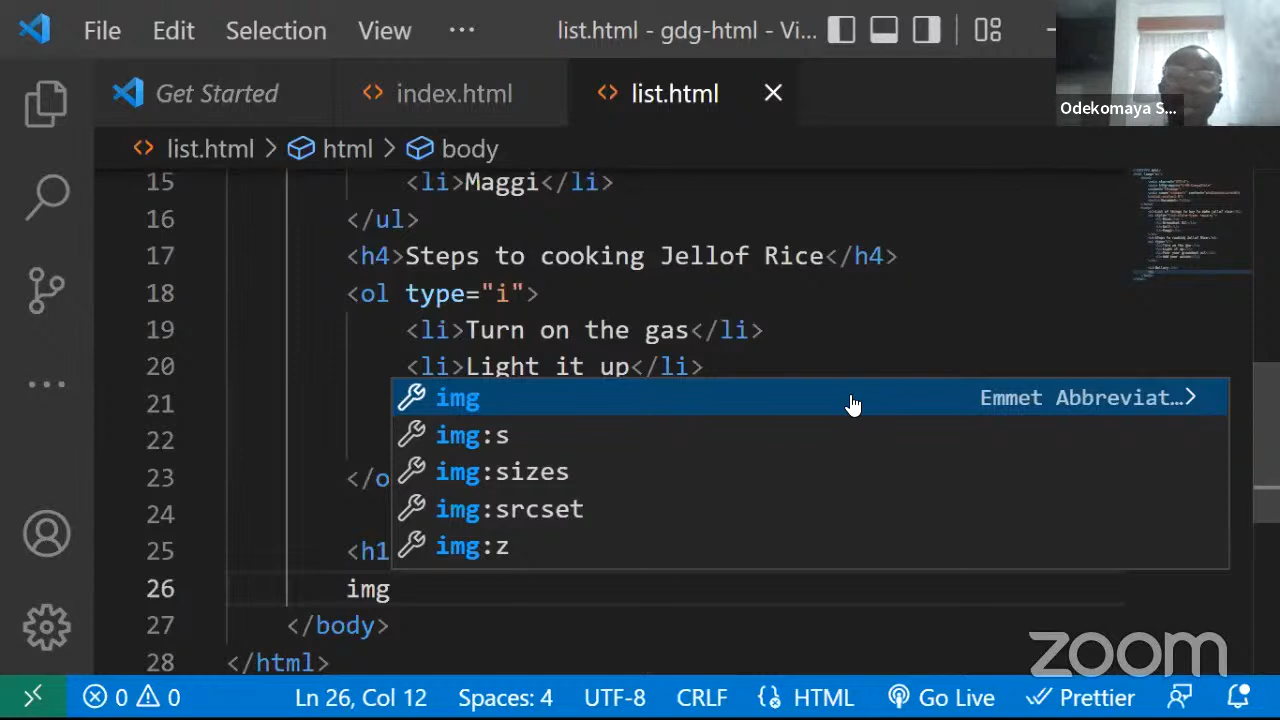 File Edit Selection View ··· list.html - gdg-html - Vi...
Odekomaya S...
Get Started index.html list.html
list.html > html > body
15 <li>Maggi</li>
16 </ul>
17 <h4>Steps to cooking Jellof Rice</h4>
18 <ol type="i">
19 <li>Turn on the gas</li>
20 <li>Light it up</li>
21
22
23 </o
24
25 <h1
26 img
27 </body>
28 </html>
img Emmet Abbreviat...>
img:s
img:sizes
img:srcset
img:z
zoom
0 0 Ln 26, Col 12 Spaces: 4 UTF-8 CRLF HTML Go Live Prettier